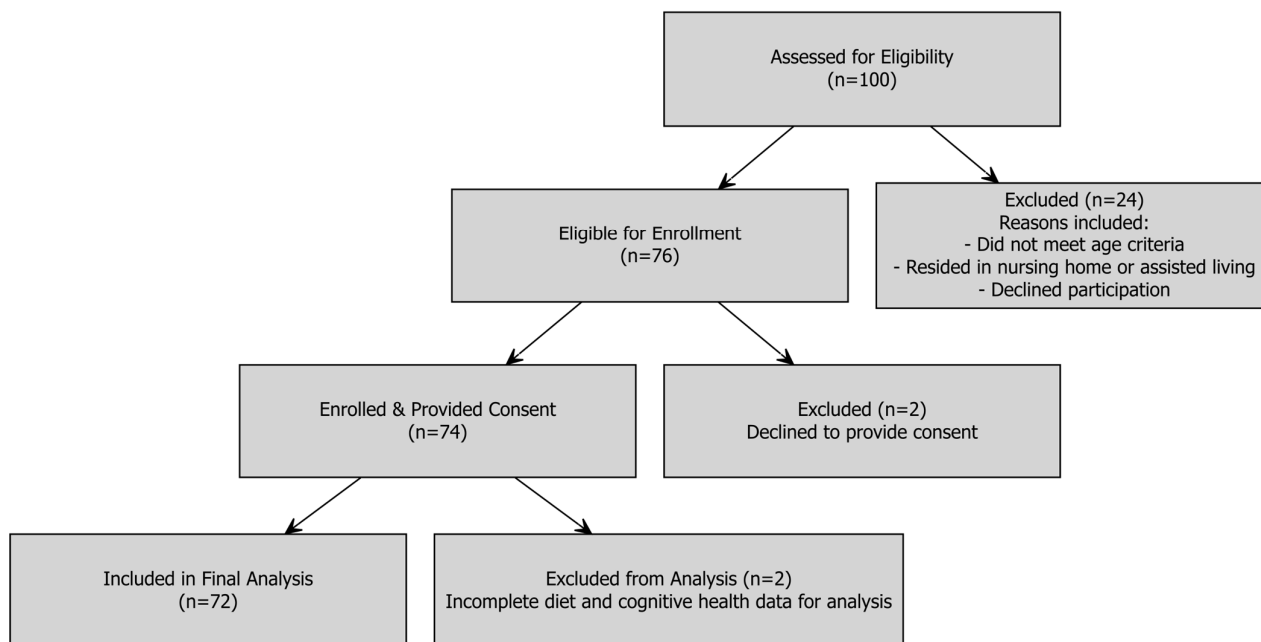 Assessed for Eligibility
(n=100)
Eligible for Enrollment
(n=76)
Excluded (n=24)
Reasons included:
- Did not meet age criteria
- Resided in nursing home or assisted living
- Declined participation
Enrolled & Provided Consent
(n=74)
Excluded (n=2)
Declined to provide consent
Included in Final Analysis
(n=72)
Excluded from Analysis (n=2)
Incomplete diet and cognitive health data for analysis